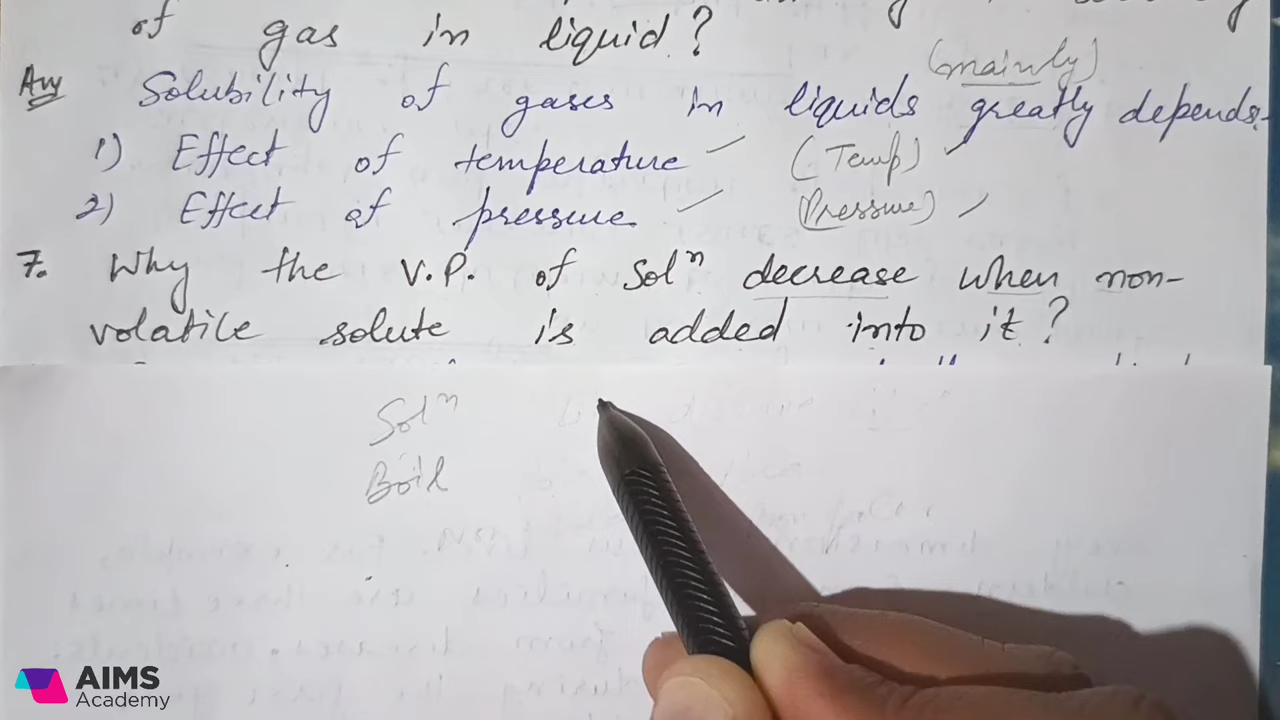 of gas in liquid?
(mainly)
Ans Solubility of gases in liquids greatly depends.
1) Effect of temperature (Temp)
2) Effect of pressure (Pressure)
7. Why the V.P. of Solⁿ decrease when non-
volatile solute is added into it?
Solⁿ
Boil
AIMS
Academy